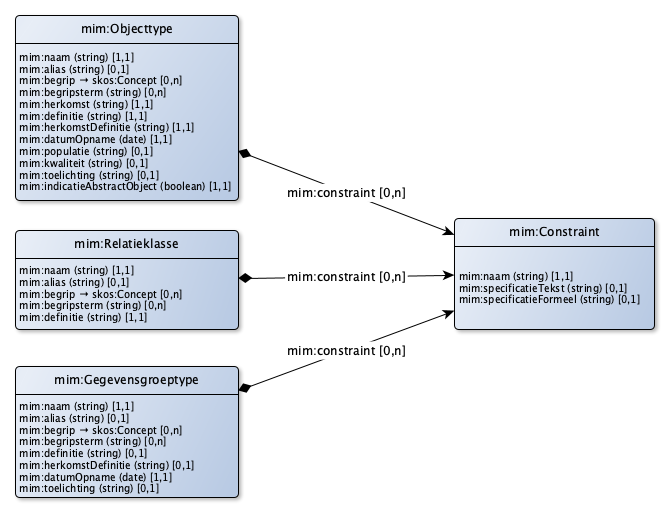 mim:Objecttype
mim:naam (string) [1,1]
mim:alias (string) [0,1]
mim:begrip → skos:Concept [0,n]
mim:begripsterm (string) [0,n]
mim:herkomst (string) [1,1]
mim:definitie (string) [1,1]
mim:herkomstDefinitie (string) [1,1]
mim:datumOpname (date) [1,1]
mim:populatie (string) [0,1]
mim:kwaliteit (string) [0,1]
mim:toelichting (string) [0,1]
mim:indicatieAbstractObject (boolean) [1,1]
mim:constraint [0,n]
mim:Relatieklasse
mim:naam (string) [1,1]
mim:alias (string) [0,1]
mim:begrip → skos:Concept [0,n]
mim:begripsterm (string) [0,n]
mim:definitie (string) [1,1]
mim:constraint [0,n]
mim:Constraint
mim:naam (string) [1,1]
mim:specificatieTekst (string) [0,1]
mim:specificatieFormeel (string) [0,1]
mim:constraint [0,n]
mim:Gegevensgroeptype
mim:naam (string) [1,1]
mim:alias (string) [0,1]
mim:begrip → skos:Concept [0,n]
mim:begripsterm (string) [0,n]
mim:definitie (string) [0,1]
mim:herkomstDefinitie (string) [0,1]
mim:datumOpname (date) [1,1]
mim:toelichting (string) [0,1]